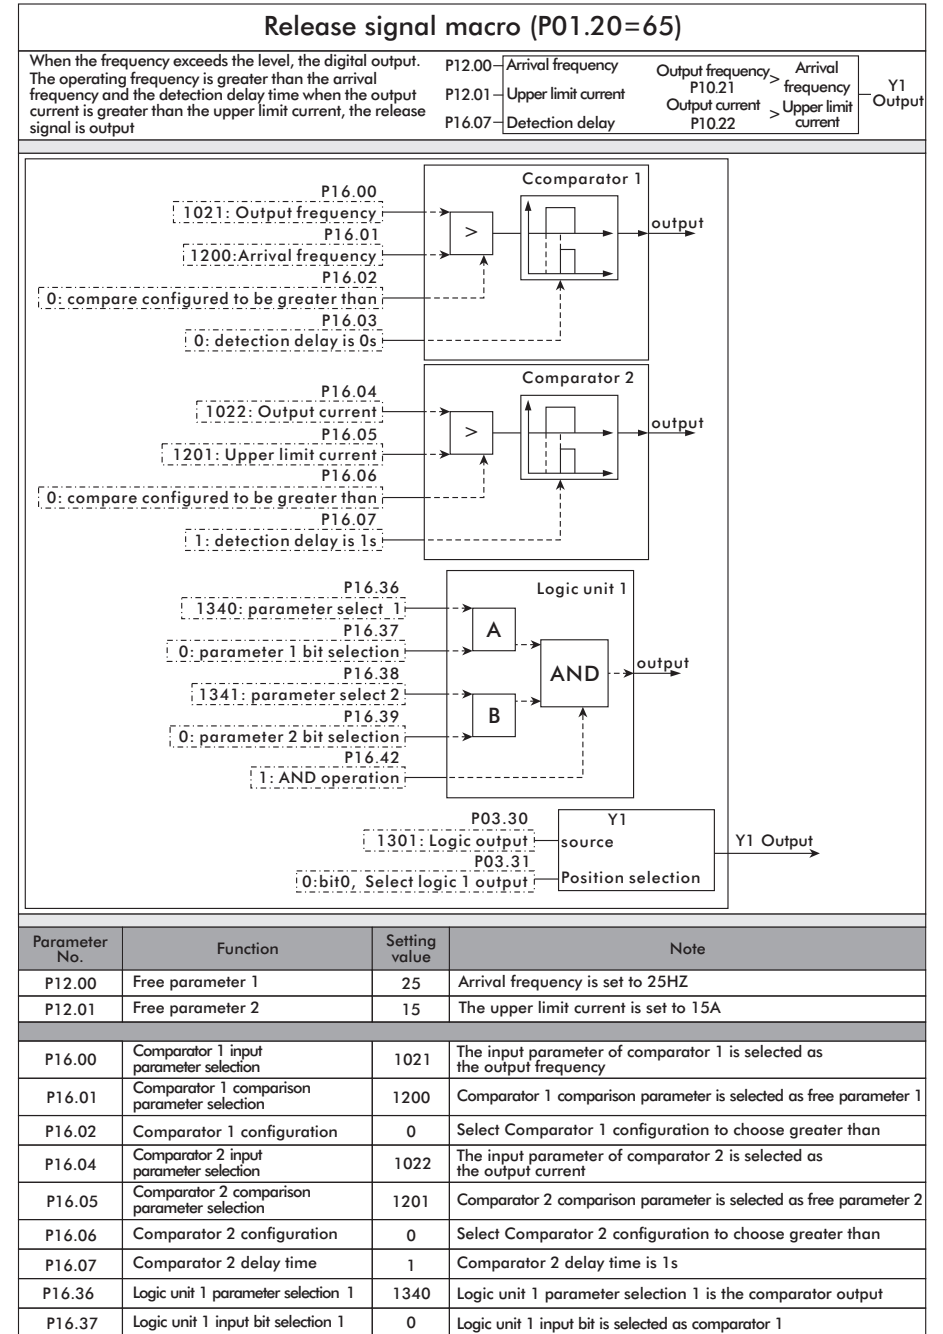 Release signal macro (P01.20=65)
When the frequency exceeds the level, the digital output.
The operating frequency is greater than the arrival
frequency and the detection delay time when the output
current is greater than the upper limit current, the release
signal is output
P12.00 Arrival frequency
P12.01 Upper limit current
P16.07 Detection delay
Output frequency
P10.21
> Arrival
frequency
Output current
P10.22
> Upper limit
current
Y1
Output
Ccomparator 1
P16.00
1021: Output frequency
P16.01
1200:Arrival frequency
P16.02
0: compare configured to be greater than
P16.03
0: detection delay is 0s
>
output
Comparator 2
P16.04
1022: Output current
P16.05
1201: Upper limit current
P16.06
0: compare configured to be greater than
P16.07
1: detection delay is 1s
>
output
Logic unit 1
P16.36
1340: parameter select 1
P16.37
0: parameter 1 bit selection
P16.38
1341: parameter select 2
P16.39
0: parameter 2 bit selection
P16.42
1: AND operation
A
B
AND
output
P03.30
1301: Logic output
P03.31
0:bit0, Select logic 1 output
Y1
source
Position selection
Y1 Output
Parameter
No.
Function
Setting
value
Note
P12.00 Free parameter 1 25 Arrival frequency is set to 25HZ
P12.01 Free parameter 2 15 The upper limit current is set to 15A
P16.00 Comparator 1 input
parameter selection 1021 The input parameter of comparator 1 is selected as
the output frequency
P16.01 Comparator 1 comparison
parameter selection 1200 Comparator 1 comparison parameter is selected as free parameter 1
P16.02 Comparator 1 configuration 0 Select Comparator 1 configuration to choose greater than
P16.04 Comparator 2 input
parameter selection 1022 The input parameter of comparator 2 is selected as
the output current
P16.05 Comparator 2 comparison
parameter selection 1201 Comparator 2 comparison parameter is selected as free parameter 2
P16.06 Comparator 2 configuration 0 Select Comparator 2 configuration to choose greater than
P16.07 Comparator 2 delay time 1 Comparator 2 delay time is 1s
P16.36 Logic unit 1 parameter selection 1 1340 Logic unit 1 parameter selection 1 is the comparator output
P16.37 Logic unit 1 input bit selection 1 0 Logic unit 1 input bit is selected as comparator 1